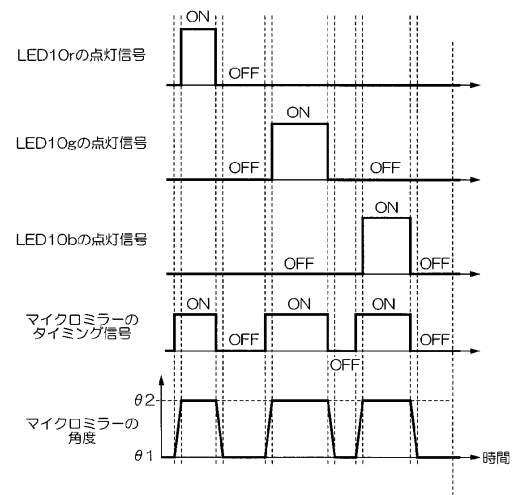 ON
LED10rの点灯信号
OFF
ON
LED10gの点灯信号
OFF
OFF
ON
LED10bの点灯信号
OFF
OFF
ON
ON
ON
マイクロミラーの
タイミング信号
OFF
OFF
OFF
OFF
θ2
マイクロミラーの
角度
θ1
時間